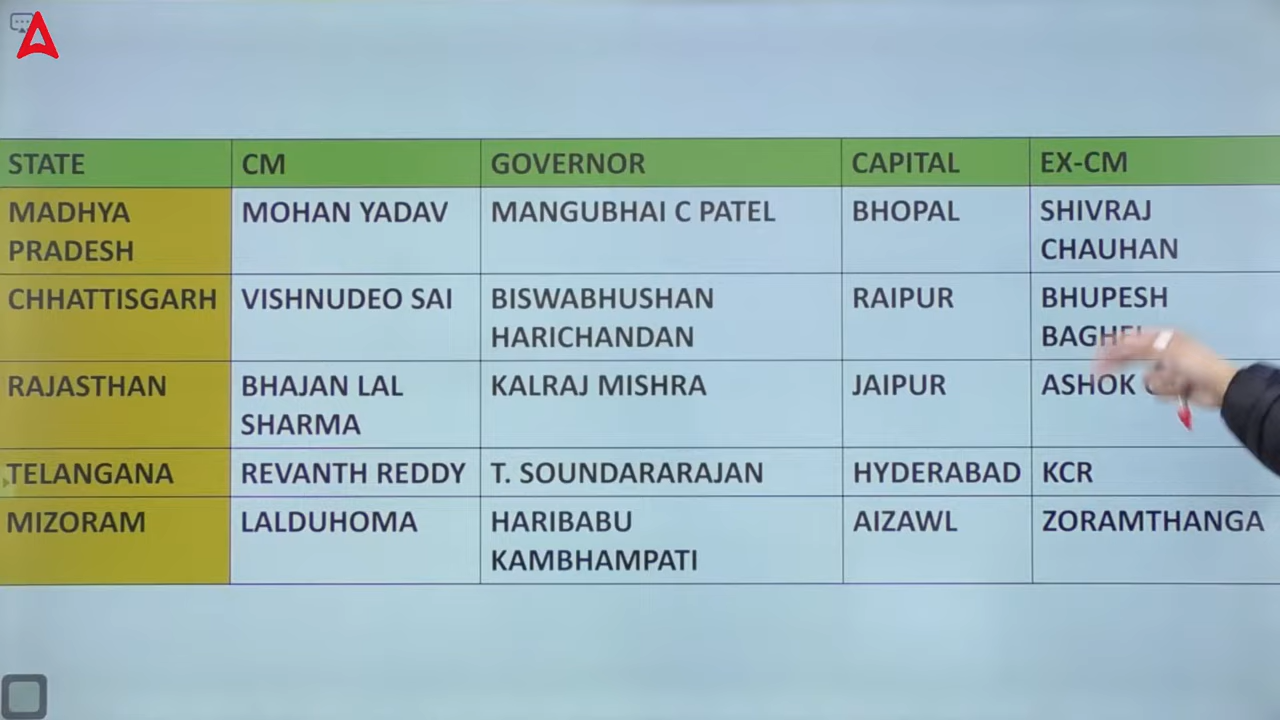 STATE CM GOVERNOR CAPITAL EX-CM
MADHYA PRADESH MOHAN YADAV MANGUBHAI C PATEL BHOPAL SHIVRAJ CHAUHAN
CHHATTISGARH VISHNUDEO SAI BISWABHUSHAN HARICHANDAN RAIPUR BHUPESH
RAJASTHAN BHAJAN LAL SHARMA KALRAJ MISHRA JAIPUR ASHOK
TELANGANA REVANTH REDDY T. SOUNDARARAJAN HYDERABAD KCR
MIZORAM LALDUHOMA HARIBABU KAMBHAMPATI AIZAWL ZORAMTHANGA